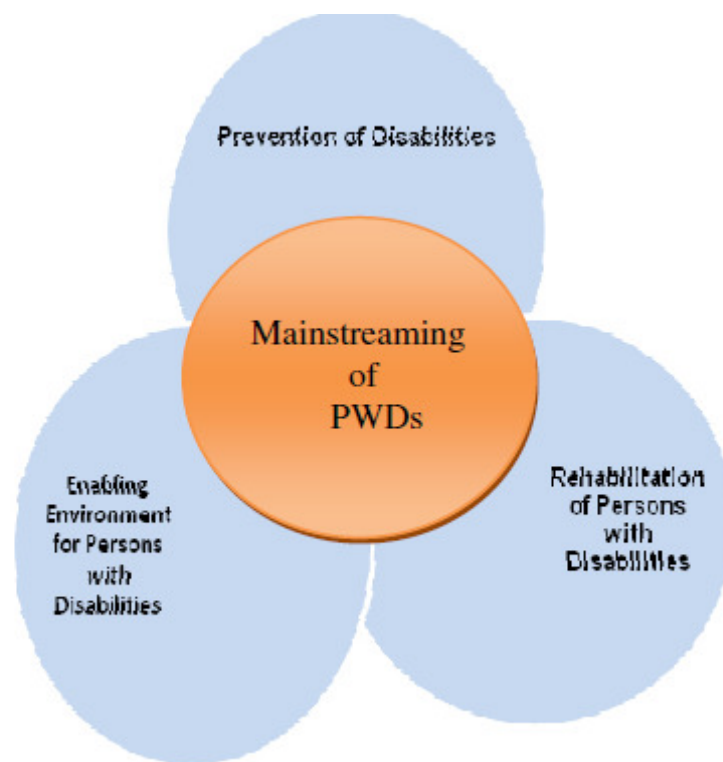 Prevention of Disabilities
Mainstreaming
of
PWDs
Enabling
Environment
for Persons
with
Disabilities
Rehabilitation
of Persons
with
Disabilities